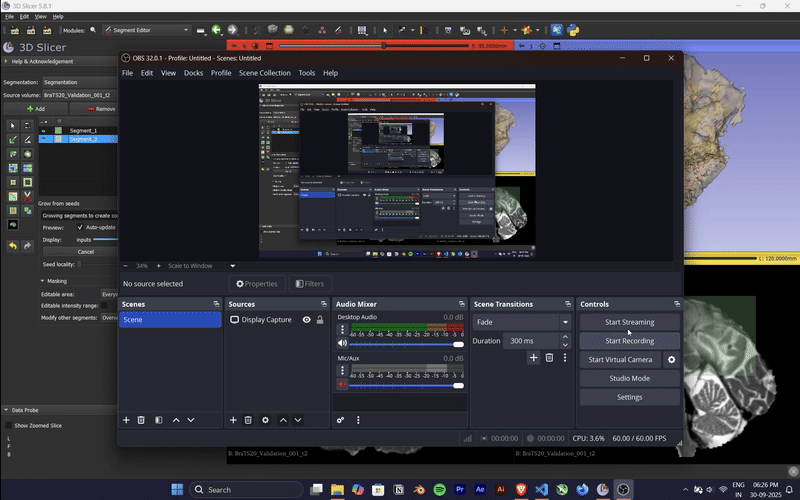 3D Slicer 5.8.1
File Edit View Help
Modules: Segment Editor
3D Slicer
Help & Acknowledgement
Segmentation: Segmentation
Source volume: BraTS20_Validation_001_t2
Add Remove
Segment_1
Segment_2
Grow from seeds
Growing segments to create co
Preview: Auto-update
Display: inputs
Cancel
Seed locality:
Masking
Editable area: Every
Editable intensity range:
Modify other segments: Overw
Data Probe
Show Zoomed Slice
L
F
B
OBS 32.0.1 - Profile: Untitled - Scenes: Untitled
File Edit View Docks Profile Scene Collection Tools Help
34% Scale to Window
No source selected Properties Filters
Scenes
Scene
Sources
Display Capture
Audio Mixer
Desktop Audio 0.0 dB
-60 -55 -50 -45 -40 -35 -30 -25 -20 -15 -10 -5 0
Mic/Aux 0.0 dB
-60 -55 -50 -45 -40 -35 -30 -25 -20 -15 -10 -5 0
Scene Transitions
Fade
Duration 300 ms
Controls
Start Streaming
Start Recording
Start Virtual Camera
Studio Mode
Settings
00:00:00 00:00:00 CPU: 3.6% 60.00 / 60.00 FPS
L: 120.0000mm
B: BraTS20_Validation_001_t2 B: BraTS20_Validation_001_t2
Search
ENG
IN
06:26 PM
30-09-2025